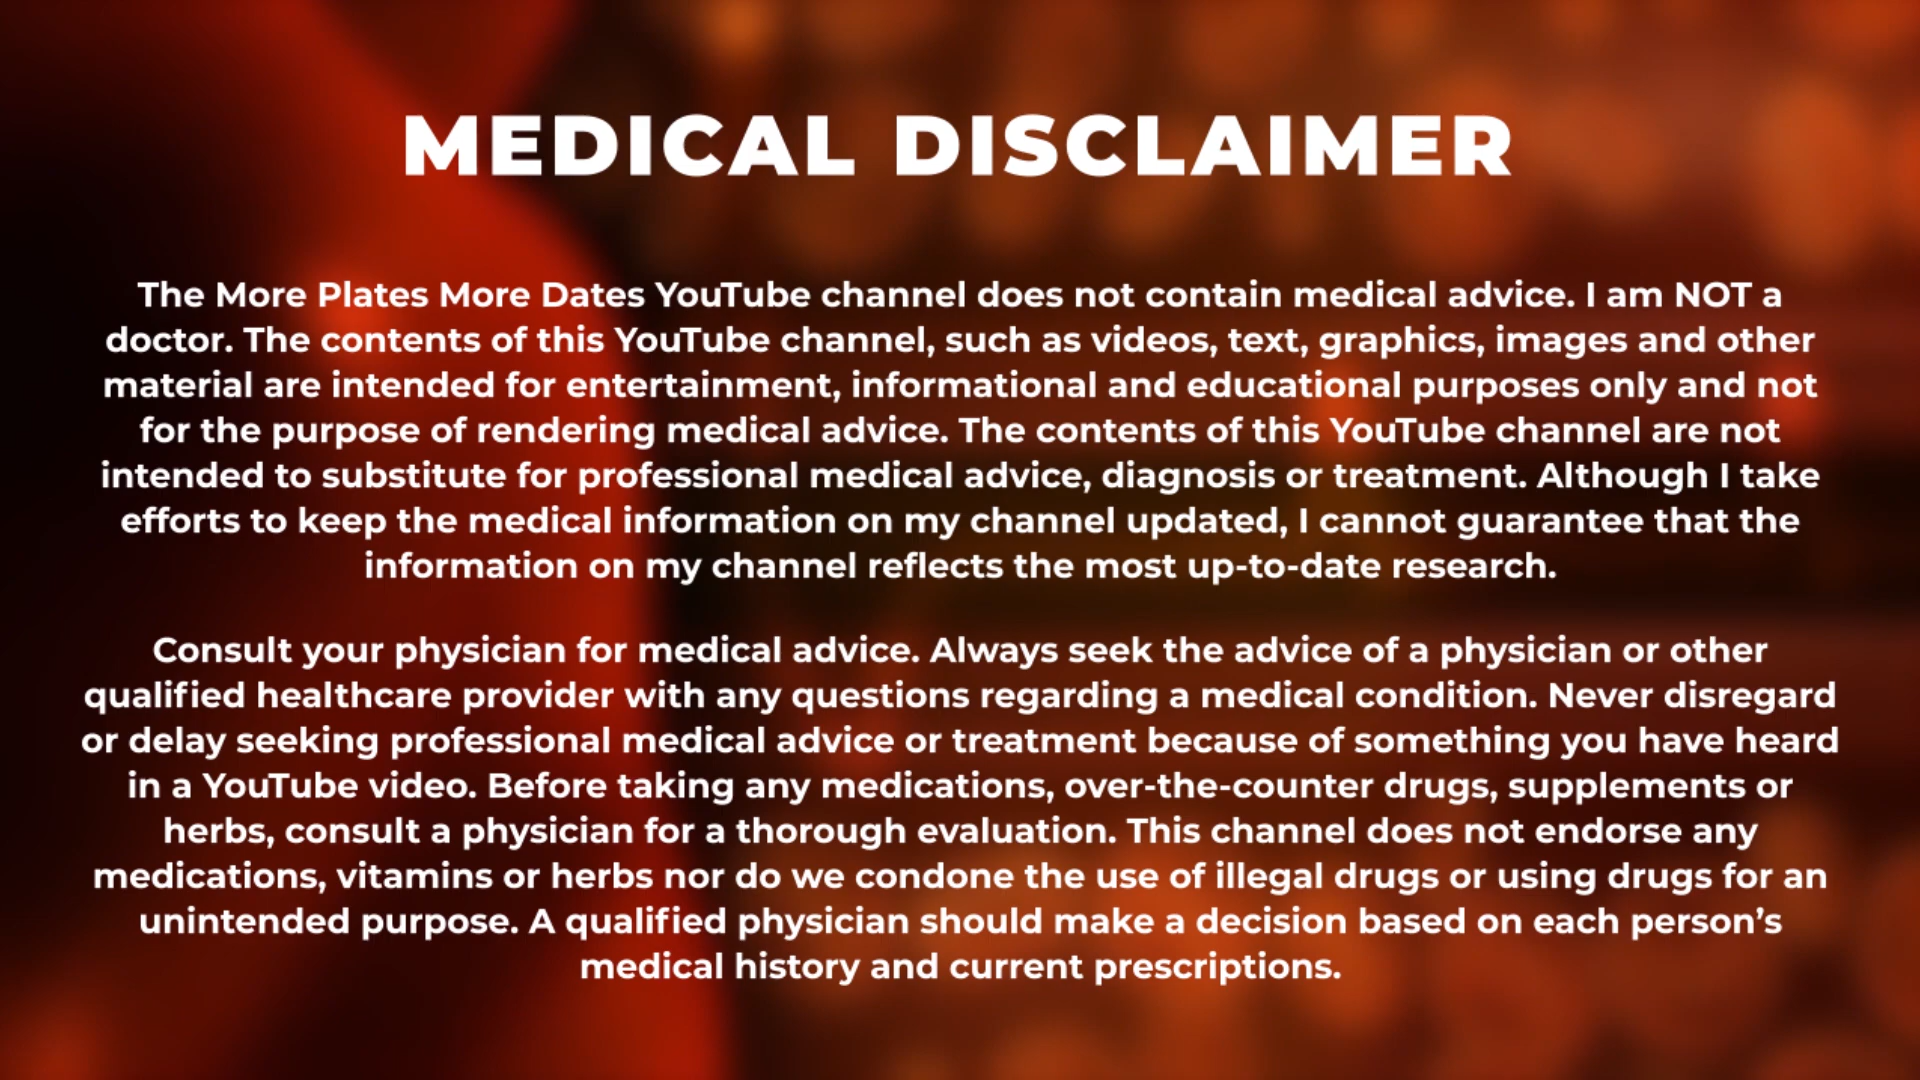 MEDICAL DISCLAIMER
The More Plates More Dates YouTube channel does not contain medical advice. I am NOT a
doctor. The contents of this YouTube channel, such as videos, text, graphics, images and other
material are intended for entertainment, informational and educational purposes only and not
for the purpose of rendering medical advice. The contents of this YouTube channel are not
intended to substitute for professional medical advice, diagnosis or treatment. Although I take
efforts to keep the medical information on my channel updated, I cannot guarantee that the
information on my channel reflects the most up-to-date research.
Consult your physician for medical advice. Always seek the advice of a physician or other
qualified healthcare provider with any questions regarding a medical condition. Never disregard
or delay seeking professional medical advice or treatment because of something you have heard
in a YouTube video. Before taking any medications, over-the-counter drugs, supplements or
herbs, consult a physician for a thorough evaluation. This channel does not endorse any
medications, vitamins or herbs nor do we condone the use of illegal drugs or using drugs for an
unintended purpose. A qualified physician should make a decision based on each person’s
medical history and current prescriptions.